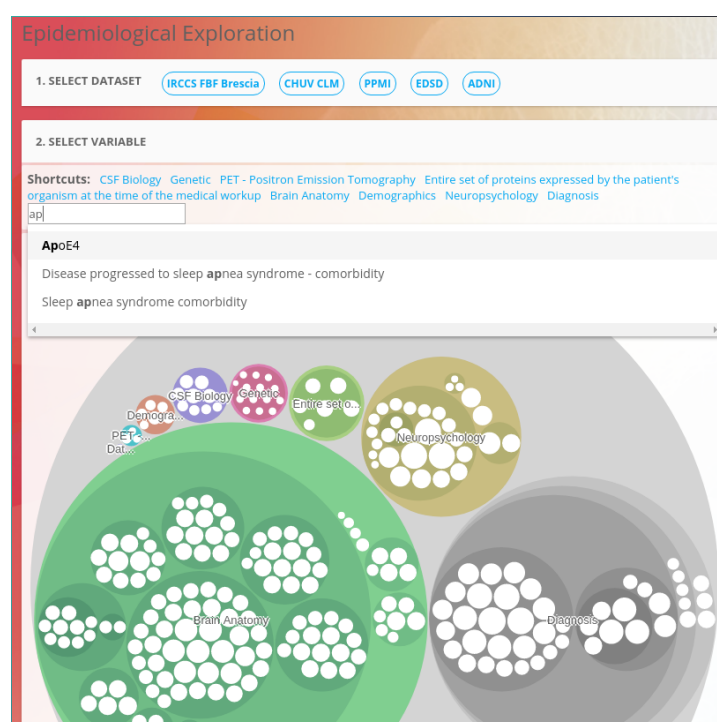 Epidemiological Exploration
1. SELECT DATASET IRCCS FBF Brescia CHUV CLM PPMI EDSD ADNI
2. SELECT VARIABLE
Shortcuts: CSF Biology Genetic PET - Positron Emission Tomography Entire set of proteins expressed by the patient's
organism at the time of the medical workup Brain Anatomy Demographics Neuropsychology Diagnosis
ap
ApoE4
Disease progressed to sleep apnea syndrome - comorbidity
Sleep apnea syndrome comorbidity
CSF Biology
Genetic
Entire set o...
Demogra...
PET -...
Dat...
Neuropsychology
Brain Anatomy
Diagnosis